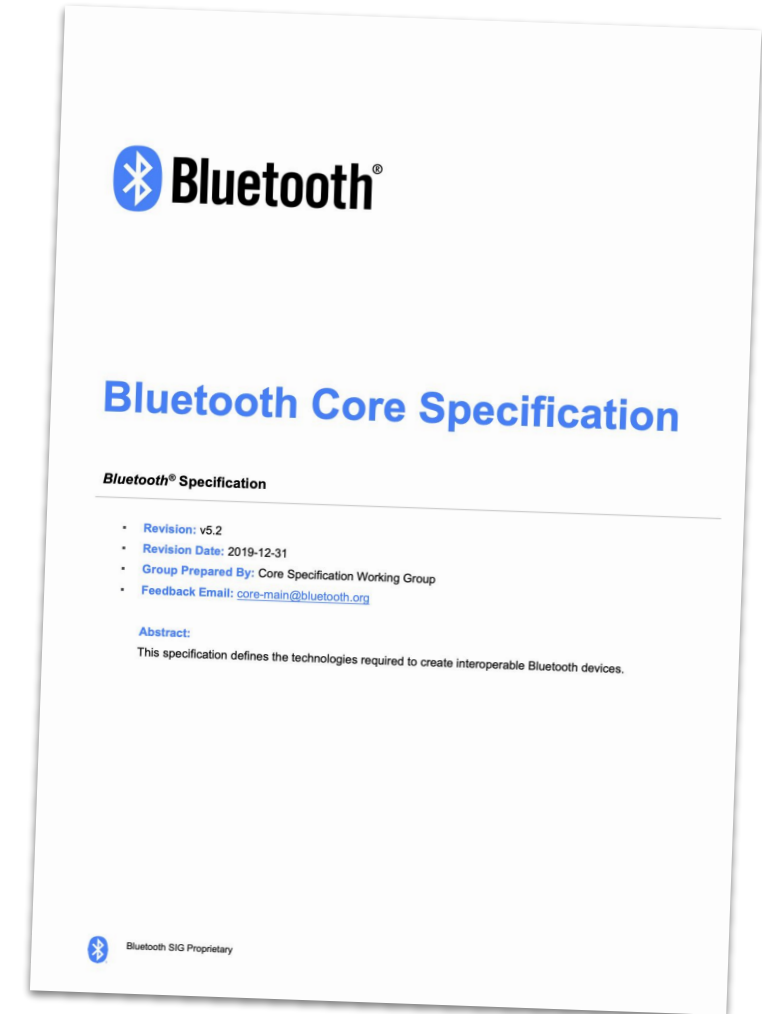 Bluetooth®
Bluetooth Core Specification
Bluetooth® Specification
▪ Revision: v5.2
▪ Revision Date: 2019-12-31
▪ Group Prepared By: Core Specification Working Group
▪ Feedback Email: core-main@bluetooth.org
Abstract:
This specification defines the technologies required to create interoperable Bluetooth devices.
Bluetooth SIG Proprietary